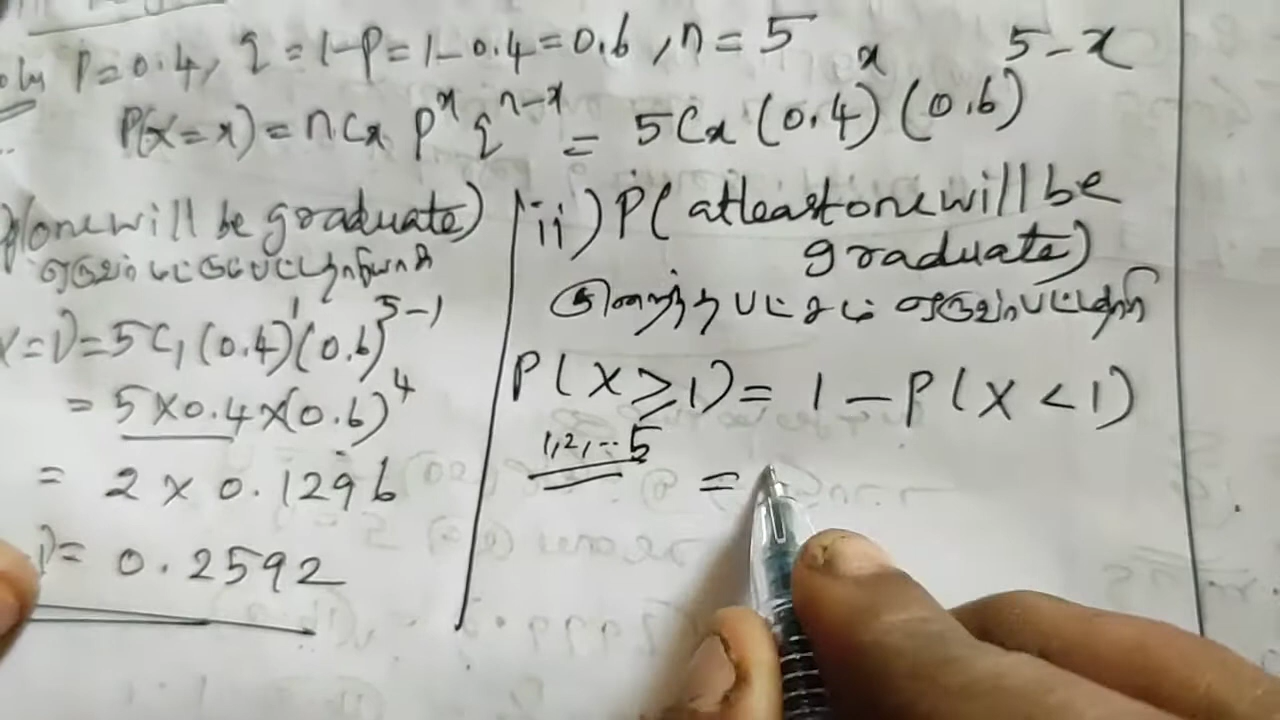 P=0.4, q=1-P=1-0.4=0.6, n=5
P(X=x)=nCx p^x q^n-x = 5Cx (0.4)^x (0.6)^5-x
(one will be graduate)
X=1)=5C1 (0.4)^1 (0.6)^5-1
= 5×0.4×(0.6)^4
= 2×0.1296
)= 0.2592
ii) P(atleast one will be
graduate)
P(X≥1)= 1-P(X<1)
1,2,...5
=